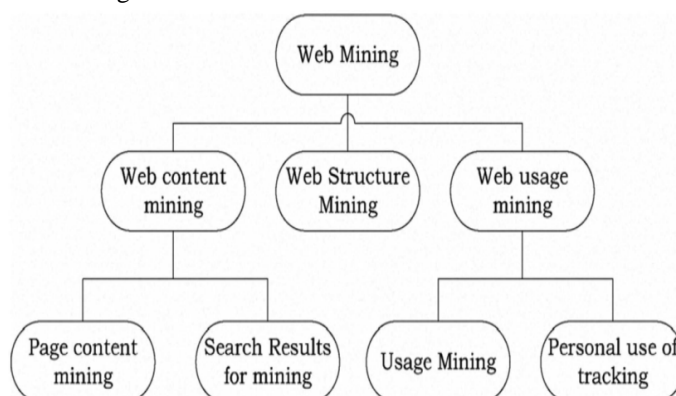 Web Mining
Web content
mining
Web Structure
Mining
Web usage
mining
Page content
mining
Search Results
for mining
Usage Mining
Personal use of
tracking